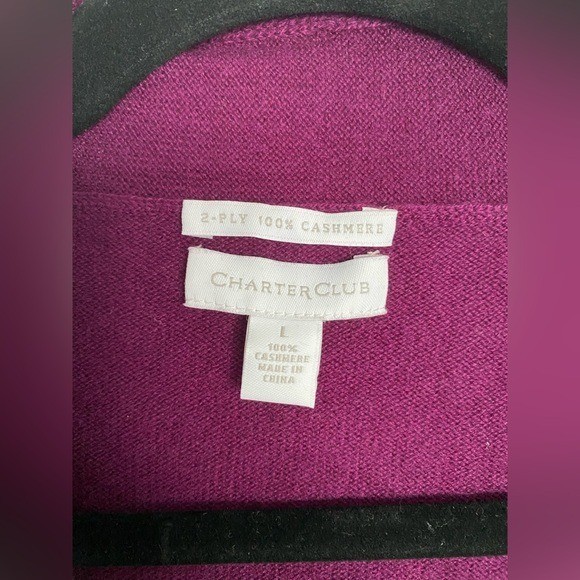 2-PLY 100% CASHMERE
CHARTER CLUB
L
100%
CASHMERE
MADE IN
CHINA